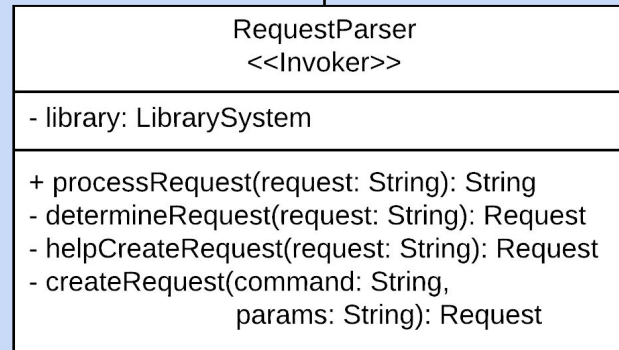 RequestParser
<<Invoker>>
- library: LibrarySystem
+ processRequest(request: String): String
- determineRequest(request: String): Request
- helpCreateRequest(request: String): Request
- createRequest(command: String,
params: String): Request